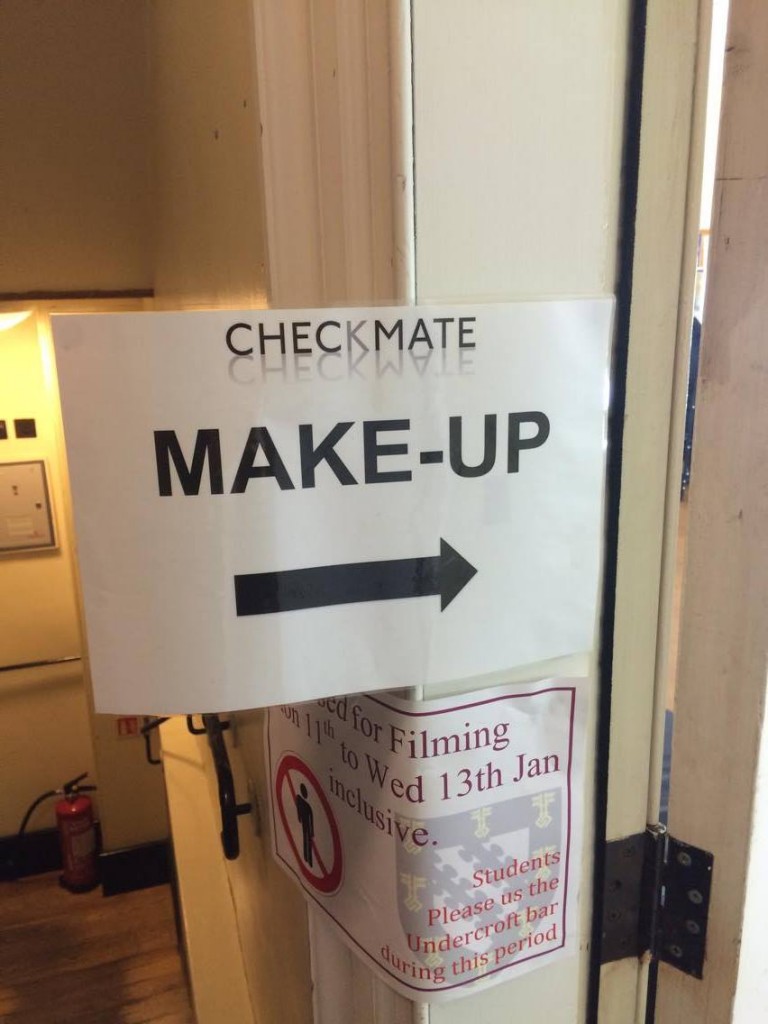 CHECKMATE
MAKE-UP
for Filming
11th to Wed 13th Jan
inclusive.
Students
Please us the
Undercroft bar
during this period